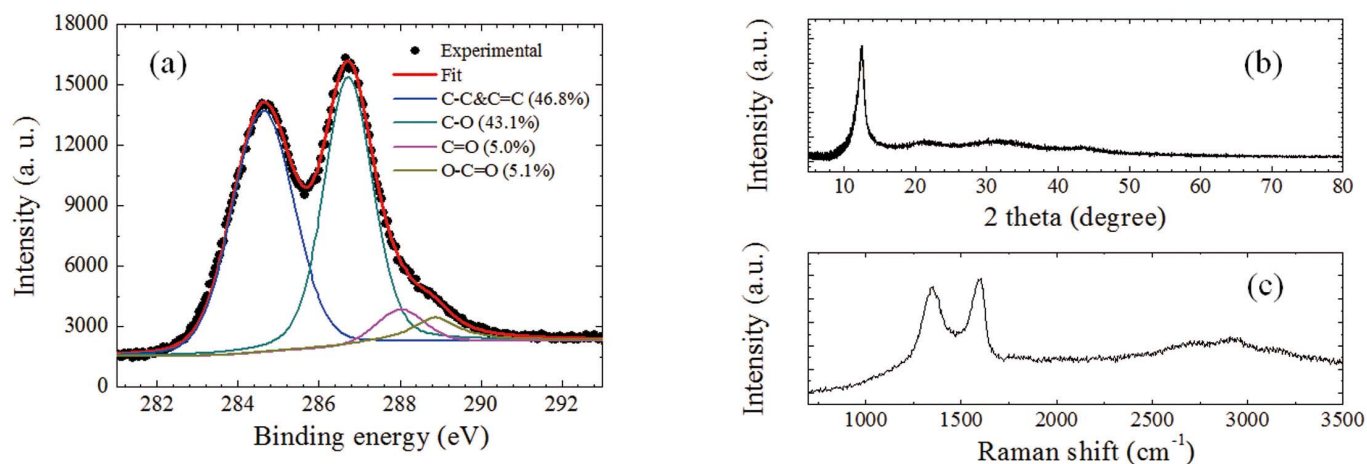 (a)
Intensity (a. u.)
18000
15000
12000
9000
6000
3000
0
Experimental
Fit
C-C&C=C (46.8%)
C-O (43.1%)
C=O (5.0%)
O-C=O (5.1%)
282 284 286 288 290 292
Binding energy (eV)
(b)
Intensity (a.u.)
10 20 30 40 50 60 70 80
2 theta (degree)
(c)
Intensity (a.u.)
1000 1500 2000 2500 3000 3500
Raman shift (cm⁻¹)